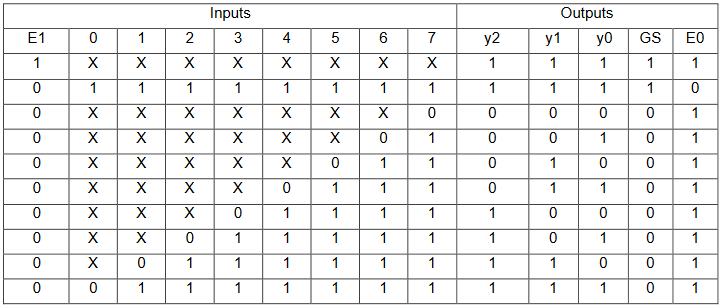 Inputs Outputs
E1 0 1 2 3 4 5 6 7 y2 y1 y0 GS E0
1 X X X X X X X X 1 1 1 1 1
0 1 1 1 1 1 1 1 1 1 1 1 1 0
0 X X X X X X X 0 0 0 0 0 1
0 X X X X X X 0 1 0 0 1 0 1
0 X X X X X 0 1 1 0 1 0 0 1
0 X X X X 0 1 1 1 0 1 1 0 1
0 X X X 0 1 1 1 1 1 0 0 0 1
0 X X 0 1 1 1 1 1 1 0 1 0 1
0 X 0 1 1 1 1 1 1 1 1 0 0 1
0 0 1 1 1 1 1 1 1 1 1 1 0 1